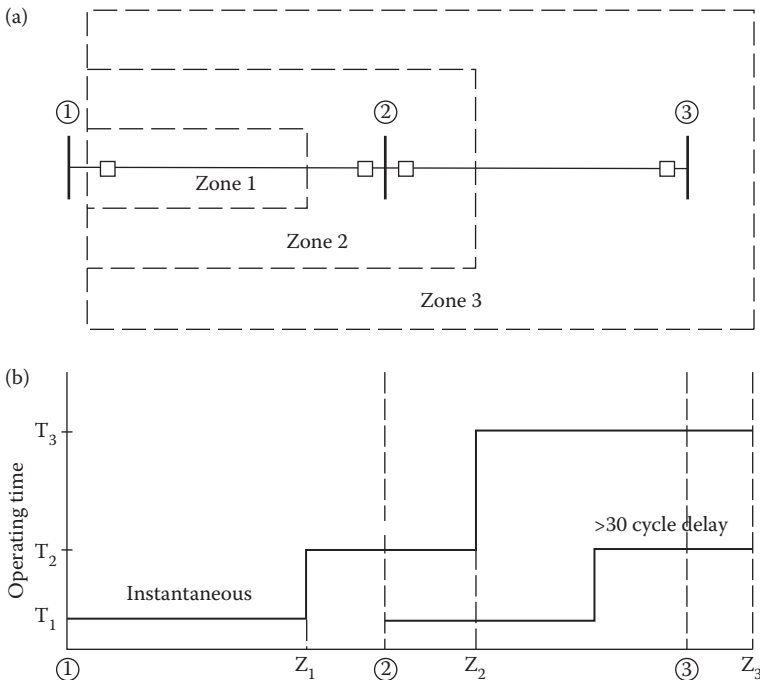 (a)
① ② ③
Zone 1
Zone 2
Zone 3
(b)
Operating time
T₃
>30 cycle delay
T₂
Instantaneous
T₁
① Z₁ ② Z₂ ③ Z₃